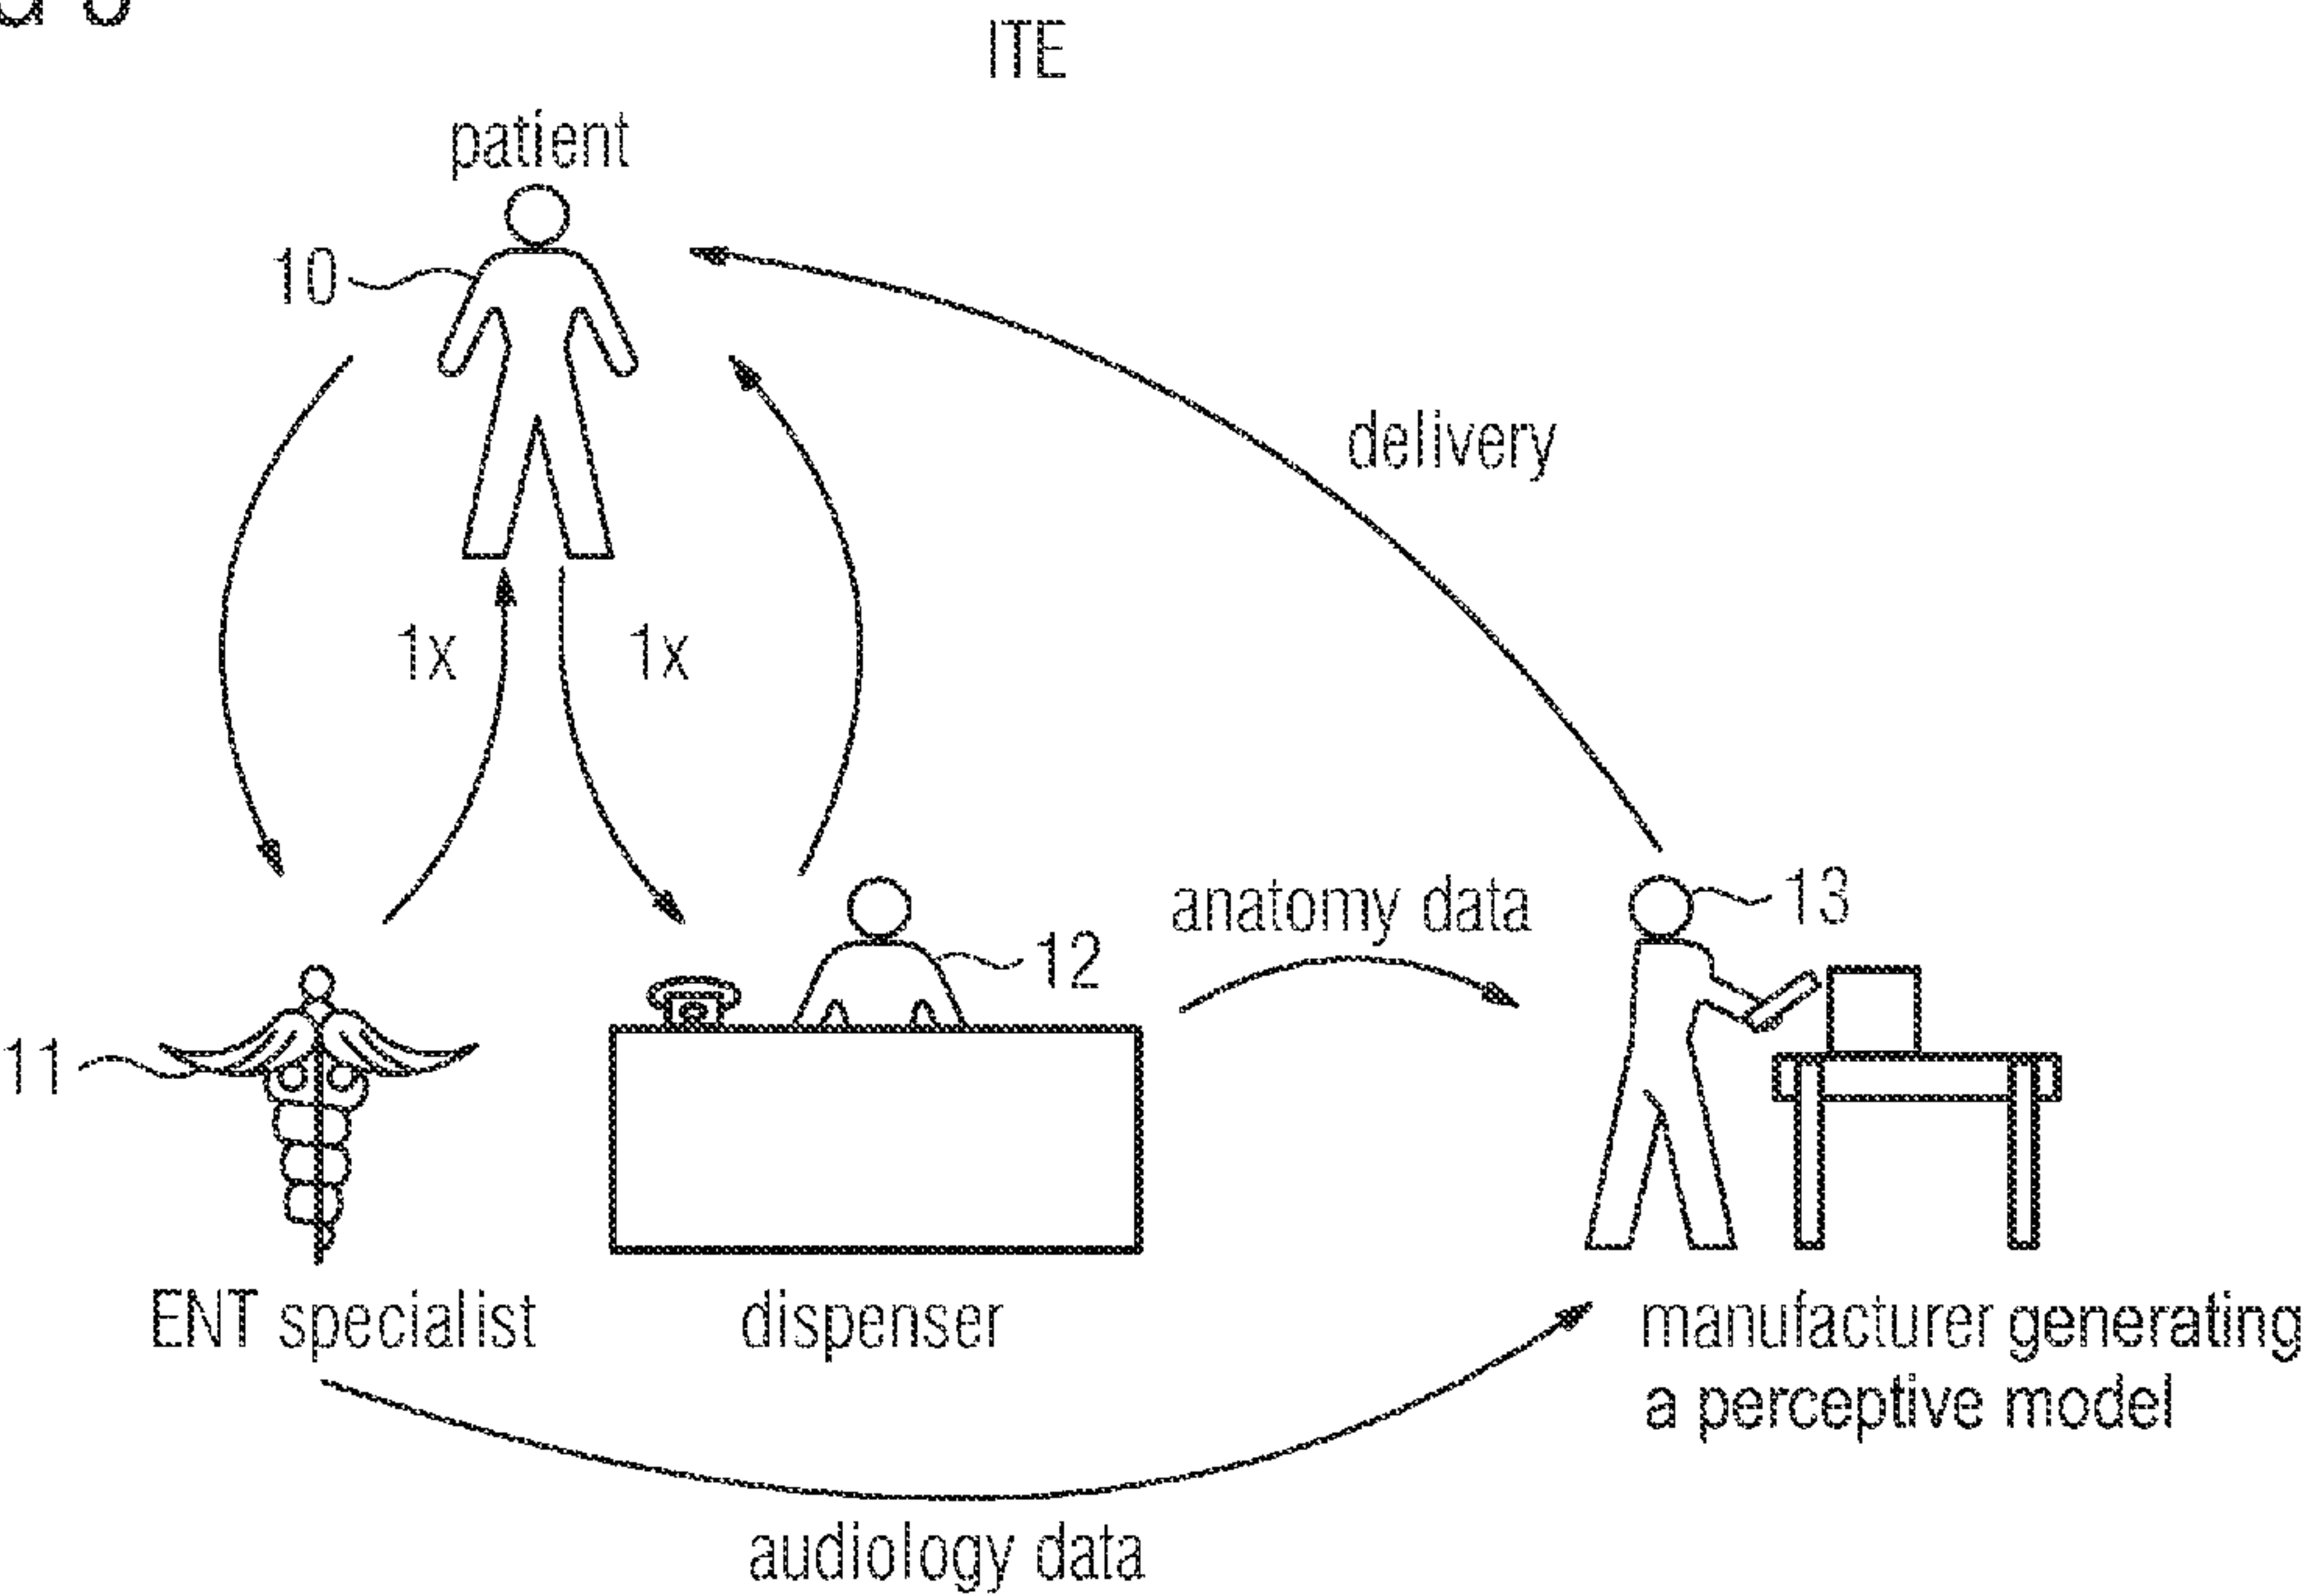 ITE
patient
10
delivery
1x
1x
anatomy data
13
12
11
ENT specialist
dispenser
manufacturer generating
a perceptive model
audiology data